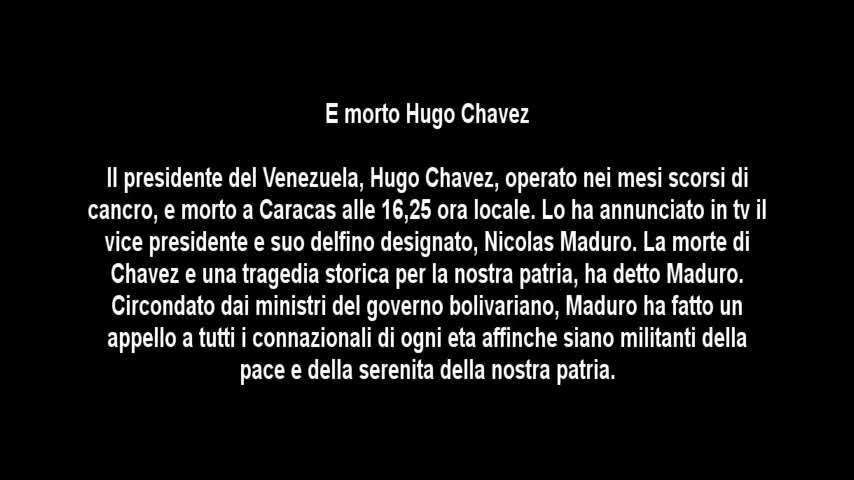 E morto Hugo Chavez
Il presidente del Venezuela, Hugo Chavez, operato nei mesi scorsi di
cancro, e morto a Caracas alle 16,25 ora locale. Lo ha annunciato in tv il
vice presidente e suo delfino designato, Nicolas Maduro. La morte di
Chavez e una tragedia storica per la nostra patria, ha detto Maduro.
Circondato dai ministri del governo bolivariano, Maduro ha fatto un
appello a tutti i connazionali di ogni eta affinche siano militanti della
pace e della serenita della nostra patria.